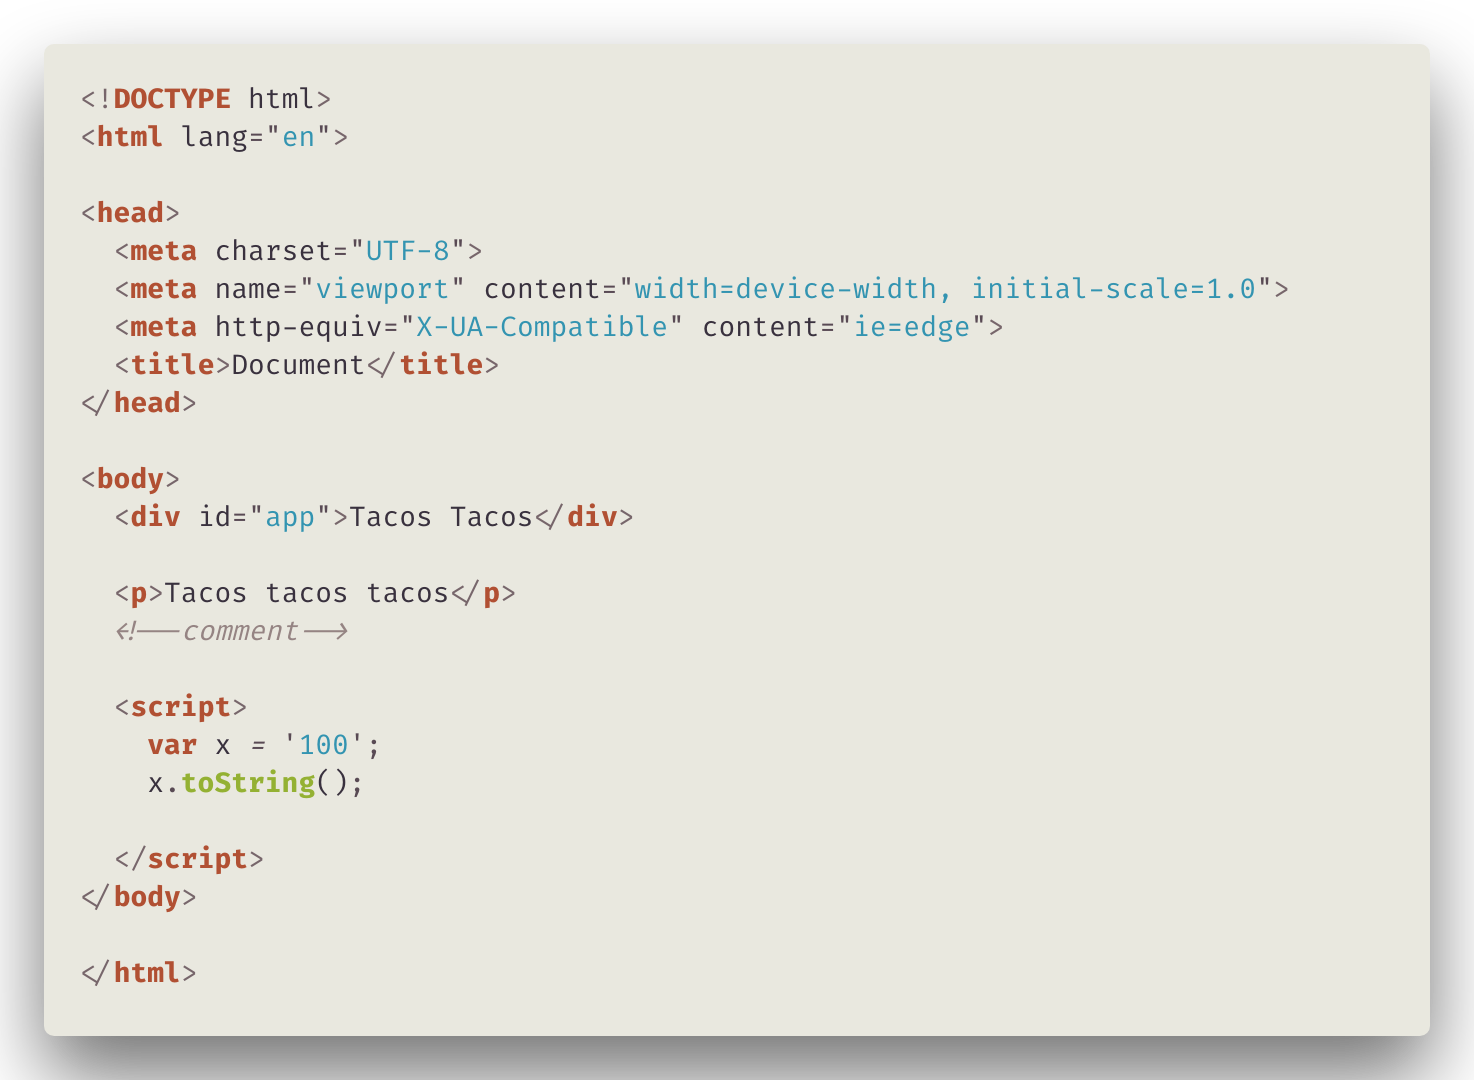 <!DOCTYPE html>
<html lang="en">

<head>
  <meta charset="UTF-8">
  <meta name="viewport" content="width=device-width, initial-scale=1.0">
  <meta http-equiv="X-UA-Compatible" content="ie=edge">
  <title>Document</title>
</head>

<body>
  <div id="app">Tacos Tacos</div>

  <p>Tacos tacos tacos</p>
  <!--comment-->

  <script>
    var x = '100';
    x.toString();

  </script>
</body>

</html>